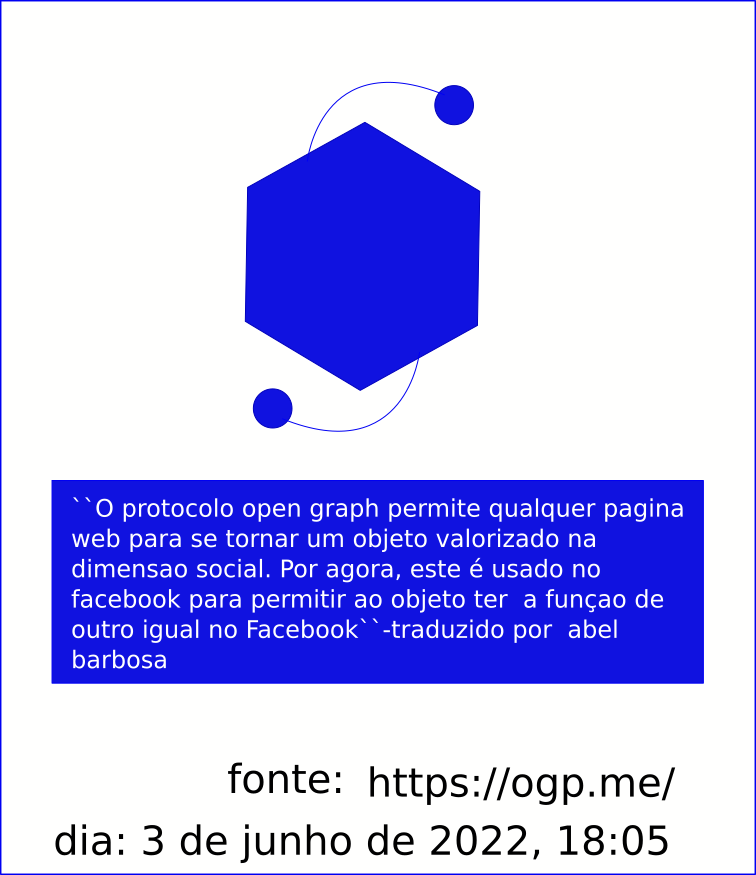 ``O protocolo open graph permite qualquer pagina
web para se tornar um objeto valorizado na
dimensao social. Por agora, este é usado no
facebook para permitir ao objeto ter  a funçao de
outro igual no Facebook``-traduzido por  abel
barbosa
fonte: https://ogp.me/
dia: 3 de junho de 2022, 18:05